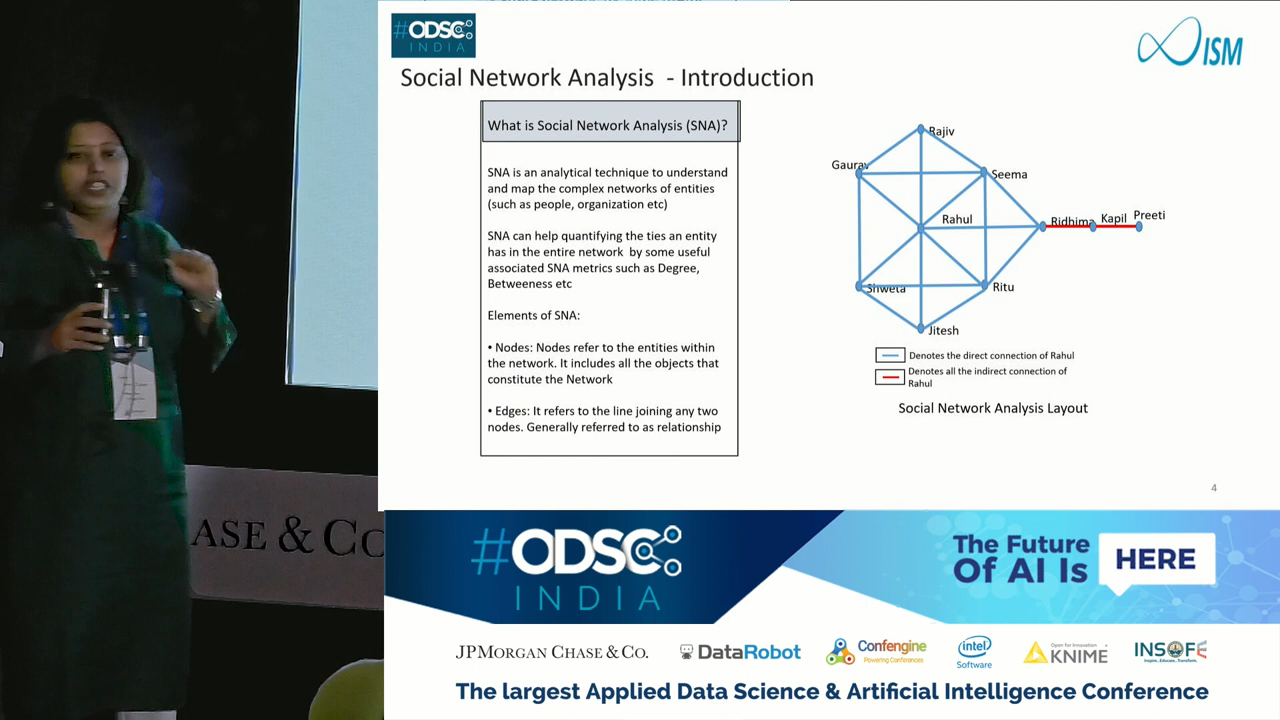 #ODSC
INDIA
ISM
Social Network Analysis - Introduction
What is Social Network Analysis (SNA)?
SNA is an analytical technique to understand
and map the complex networks of entities
(such as people, organization etc)
SNA can help quantifying the ties an entity
has in the entire network by some useful
associated SNA metrics such as Degree,
Betweeness etc
Elements of SNA:
• Nodes: Nodes refer to the entities within
the network. It includes all the objects that
constitute the Network
• Edges: It refers to the line joining any two
nodes. Generally referred to as relationship
Rajiv
Gaurav
Seema
Rahul
Ridhima
Kapil
Preeti
Shweta
Ritu
Jitesh
Denotes the direct connection of Rahul
Denotes all the indirect connection of
Rahul
Social Network Analysis Layout
4
ASE & CO
#ODSC
INDIA
The Future
Of AI Is
HERE
JPMORGAN CHASE & CO.
DataRobot
Confengine
Powering Conferences
intel
Software
Open for Innovation
KNIME
INSOFE
Inspire...Educate...Transform.
The largest Applied Data Science & Artificial Intelligence Conference